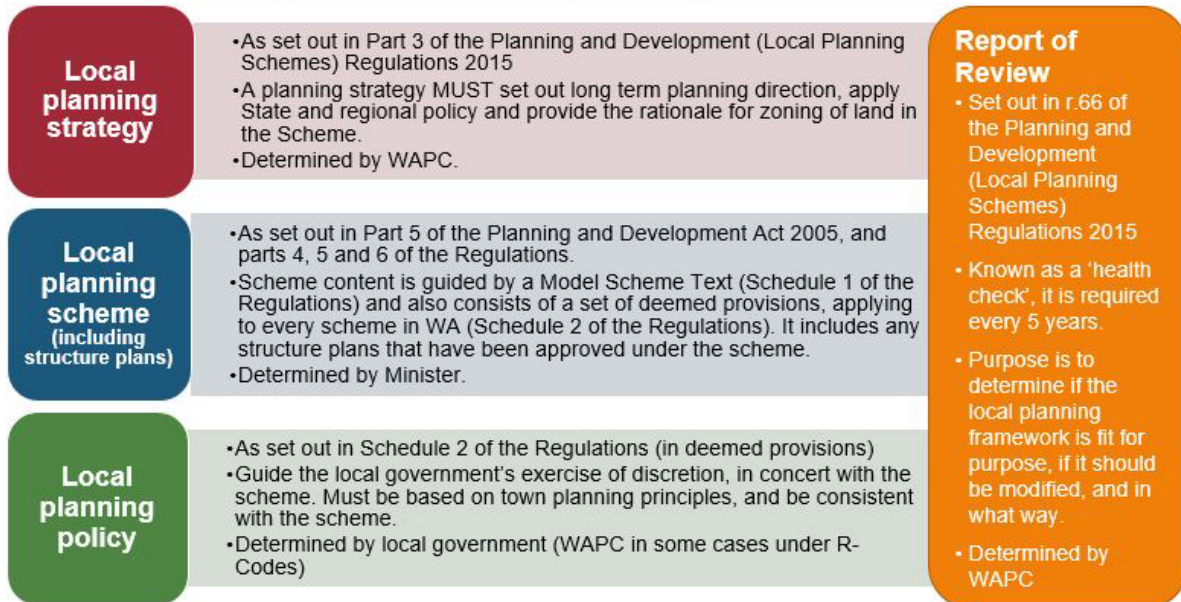 Local
planning
strategy
•As set out in Part 3 of the Planning and Development (Local Planning
Schemes) Regulations 2015
•A planning strategy MUST set out long term planning direction, apply
State and regional policy and provide the rationale for zoning of land in
the Scheme.
•Determined by WAPC.
Local
planning
scheme
(including
structure plans)
•As set out in Part 5 of the Planning and Development Act 2005, and
parts 4, 5 and 6 of the Regulations.
•Scheme content is guided by a Model Scheme Text (Schedule 1 of the
Regulations) and also consists of a set of deemed provisions, applying
to every scheme in WA (Schedule 2 of the Regulations). It includes any
structure plans that have been approved under the scheme.
•Determined by Minister.
Local
planning
policy
•As set out in Schedule 2 of the Regulations (in deemed provisions)
•Guide the local government's exercise of discretion, in concert with the
scheme. Must be based on town planning principles, and be consistent
with the scheme.
•Determined by local government (WAPC in some cases under R-
Codes)
Report of
Review
• Set out in r.66 of
the Planning and
Development
(Local Planning
Schemes)
Regulations 2015
• Known as a ‘health
check’, it is required
every 5 years.
• Purpose is to
determine if the
local planning
framework is fit for
purpose, if it should
be modified, and in
what way.
• Determined by
WAPC